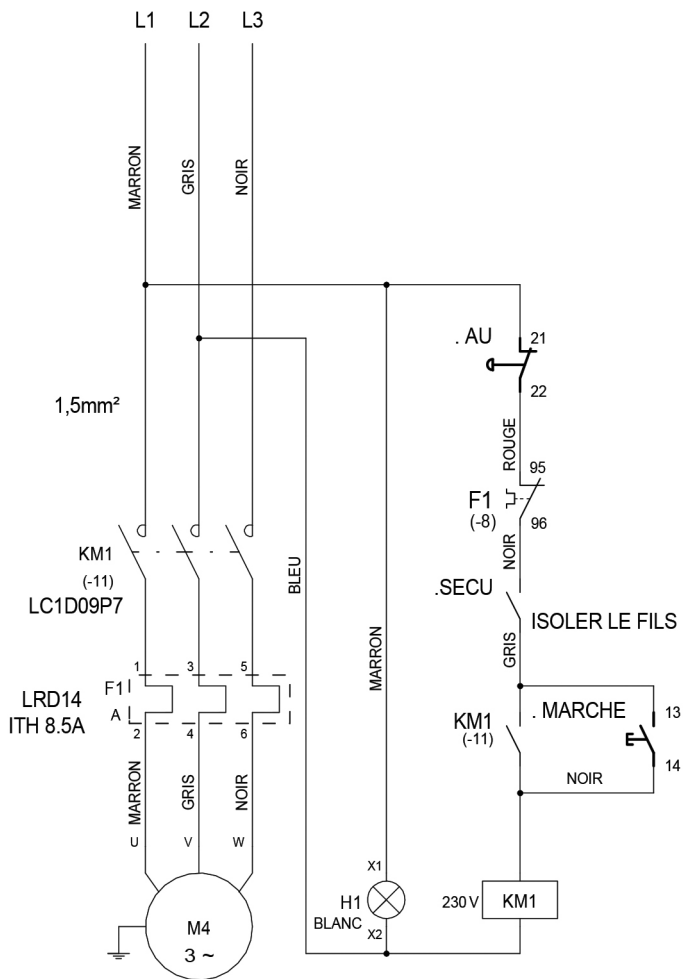 L1 L2 L3
MARRON
GRIS
NOIR
. AU
21
22
1,5mm²
ROUGE
95
F1
(-8)
96
NOIR
KM1
(-11)
LC1D09P7
BLEU
MARRON
.SECU
ISOLER LE FILS
GRIS
1 3 5
F1
A
LRD14
ITH 8.5A
2 4 6
KM1
(-11)
. MARCHE
13
14
NOIR
MARRON
GRIS
NOIR
U V W
M4
3 ~
X1
H1
BLANC
X2
230 V
KM1